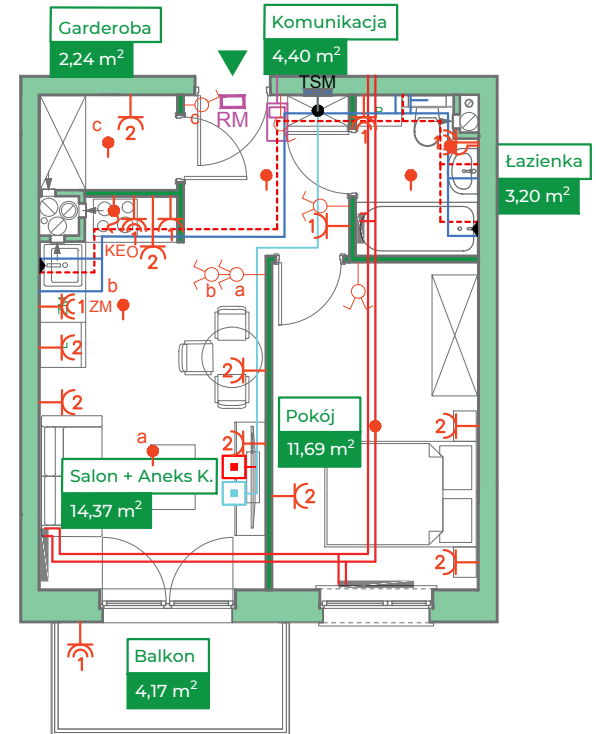 Garderoba
2,24 m²
Komunikacja
4,40 m²
TSM
RM
c
c
2
1
Łazienka
3,20 m²
1
2
KEO
2
1
b
b
a
1
ZM
2
2
2
a
2
Pokój
11,69 m²
2
Salon + Aneks K.
14,37 m²
2
2
1
Balkon
4,17 m²